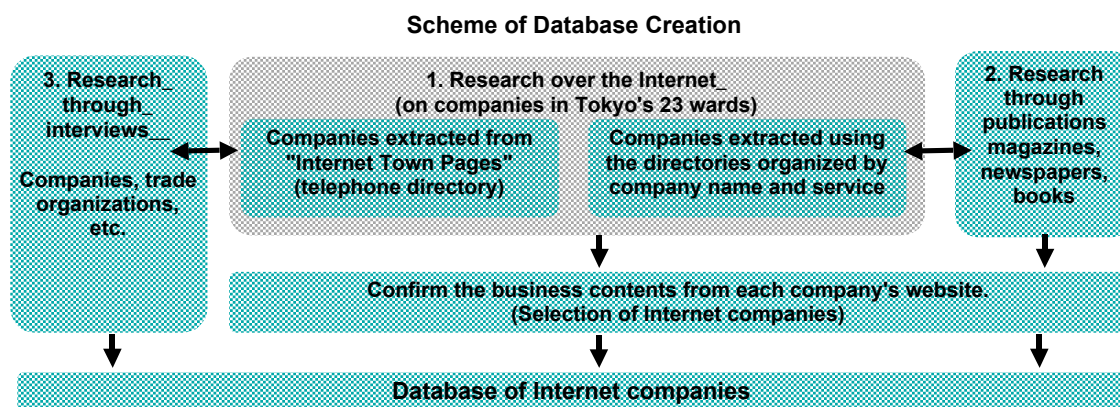 Scheme of Database Creation
3. Research_
through_
interviews__
Companies, trade
organizations,
etc.
1. Research over the Internet_
(on companies in Tokyo's 23 wards)
Companies extracted from
"Internet Town Pages"
(telephone directory)
Companies extracted using
the directories organized by
company name and service
2. Research
through
publications
magazines,
newspapers,
books
Confirm the business contents from each company's website.
(Selection of Internet companies)
Database of Internet companies